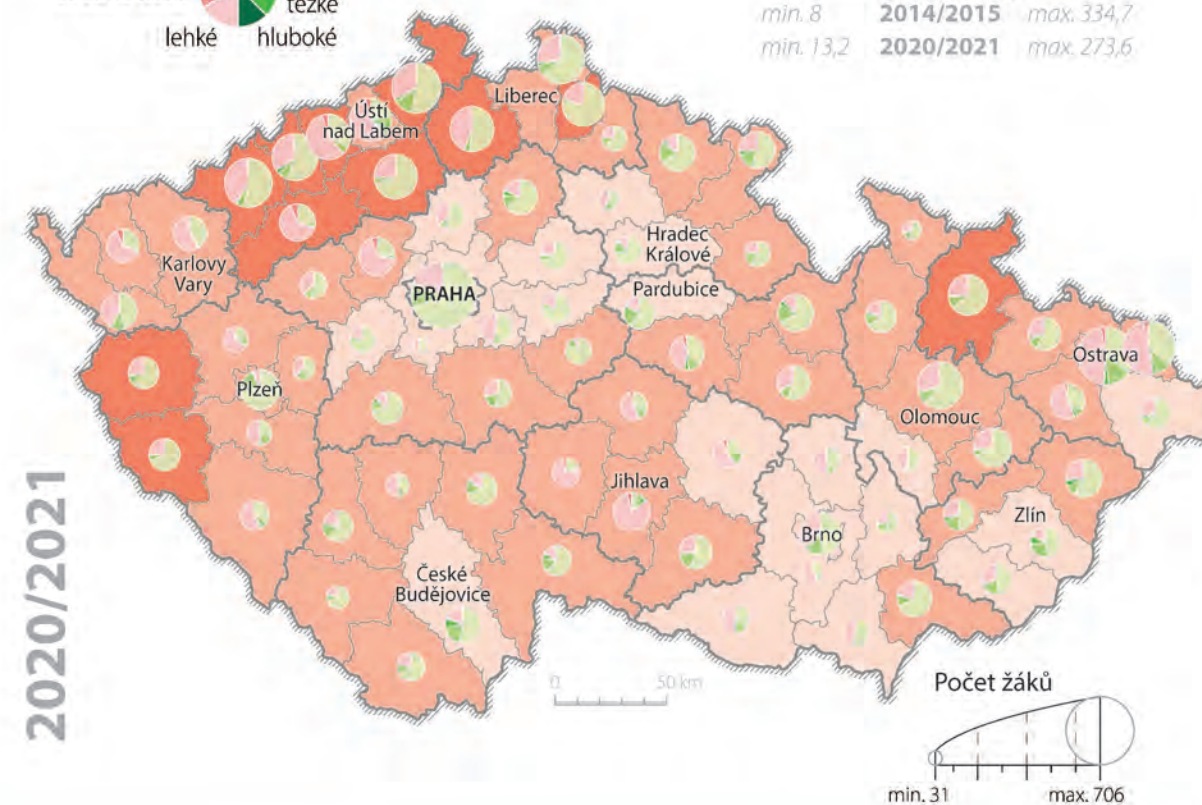 těžké
lehké hluboké
min. 8 2014/2015 max. 334,7
min. 13,2 2020/2021 max. 273,6
Liberec
Ústí
nad Labem
Karlovy
Vary
PRAHA
Hradec
Králové
Pardubice
Plzeň
Ostrava
Olomouc
Jihlava
Brno
Zlín
České
Budějovice
2020/2021
0 50 km
Počet žáků
min. 31 max. 706